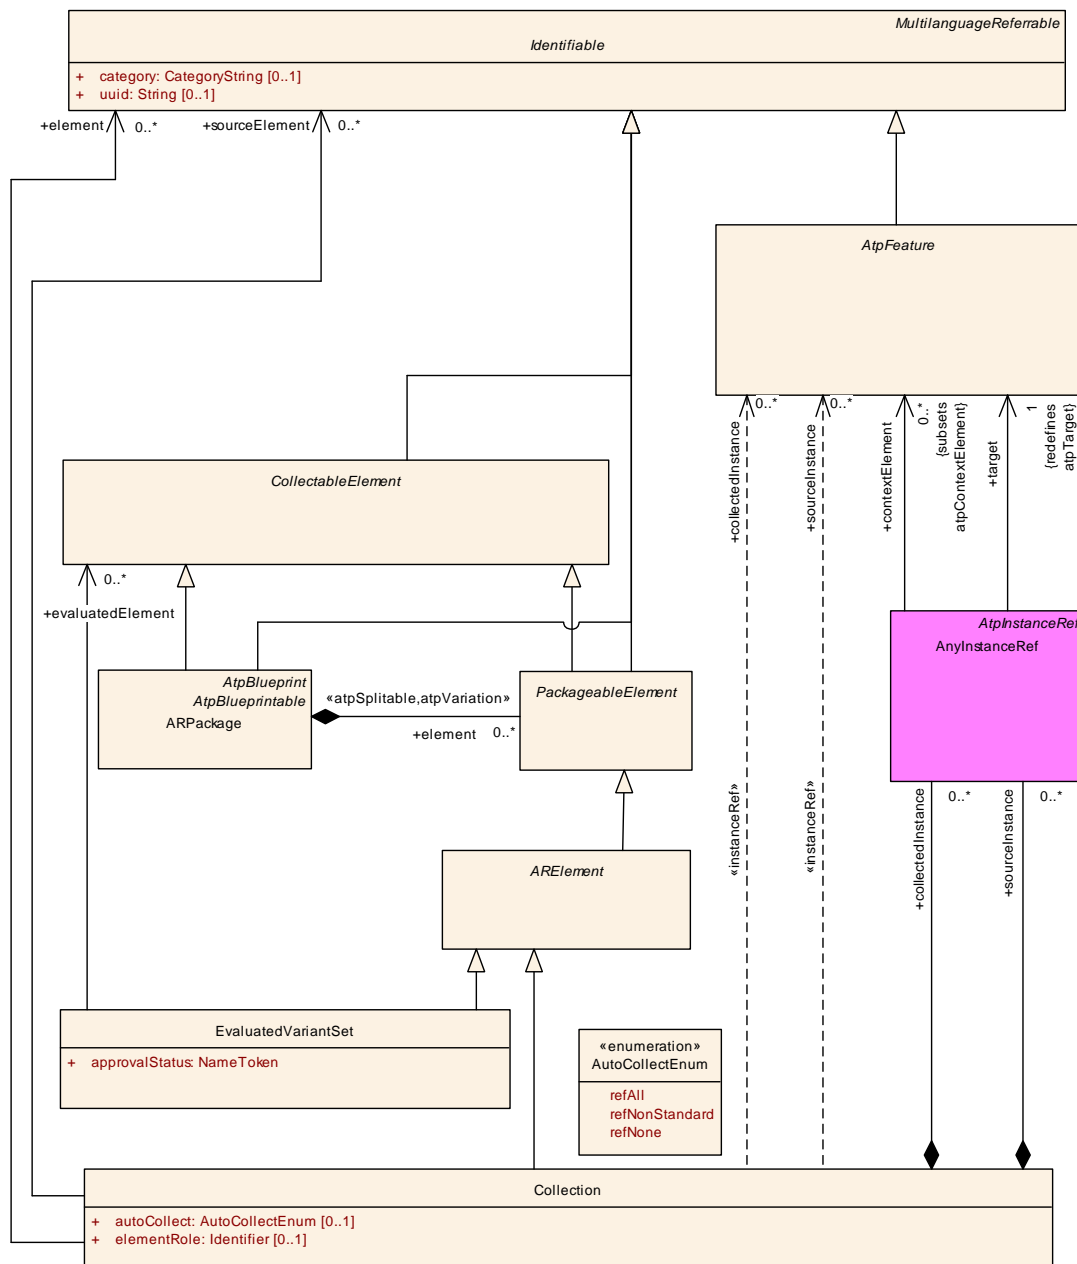 MultilanguageReferrable
Identifiable
+ category: CategoryString [0..1]
+ uuid: String [0..1]
+element
0..*
+sourceElement
0..*
AtpFeature
0..*
0..*
0..*
1
+collectedInstance
+sourceInstance
+contextElement
{subsets
atpContextElement}
+target
{redefines
atpTarget}
CollectableElement
0..*
+evaluatedElement
AtpInstanceRef
AnyInstanceRef
AtpBlueprint
AtpBlueprintable
ARPackage
«atpSplitable,atpVariation»
+element
0..*
PackageableElement
«instanceRef»
«instanceRef»
+collectedInstance
0..*
+sourceInstance
0..*
ARElement
EvaluatedVariantSet
+ approvalStatus: NameToken
«enumeration»
AutoCollectEnum
refAll
refNonStandard
refNone
Collection
+ autoCollect: AutoCollectEnum [0..1]
+ elementRole: Identifier [0..1]